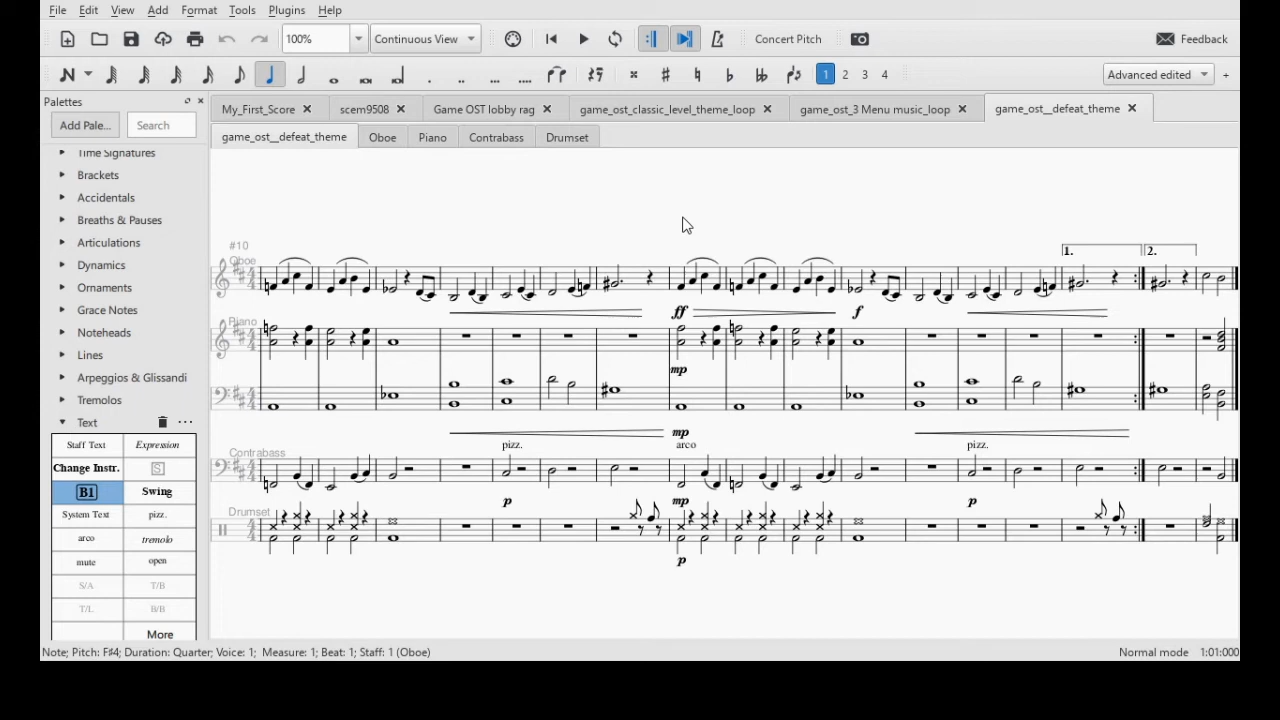 File Edit View Add Format Tools Plugins Help
100% Continuous View Concert Pitch Feedback
1 2 3 4 Advanced edited +
Palettes
My_First_Score scem9508 Game OST lobby rag game_ost_classic_level_theme_loop game_ost_3 Menu music_loop game_ost__defeat_theme
Add Pale... Search
game_ost__defeat_theme Oboe Piano Contrabass Drumset
Time Signatures
Brackets
Accidentals
Breaths & Pauses
Articulations
Dynamics
Ornaments
Grace Notes
Noteheads
Lines
Arpeggios & Glissandi
Tremolos
Text ...
Staff Text Expression
Change Instr. S
B1 Swing
System Text pizz.
arco tremolo
mute open
S/A T/B
T/L B/B
More
#10
1. 2.
Oboe
ff f
Piano
mp
mp
pizz. arco pizz.
Contrabass
p mp p
Drumset
p
Note; Pitch: F#4; Duration: Quarter; Voice: 1; Measure: 1; Beat: 1; Staff: 1 (Oboe) Normal mode 1:01:000